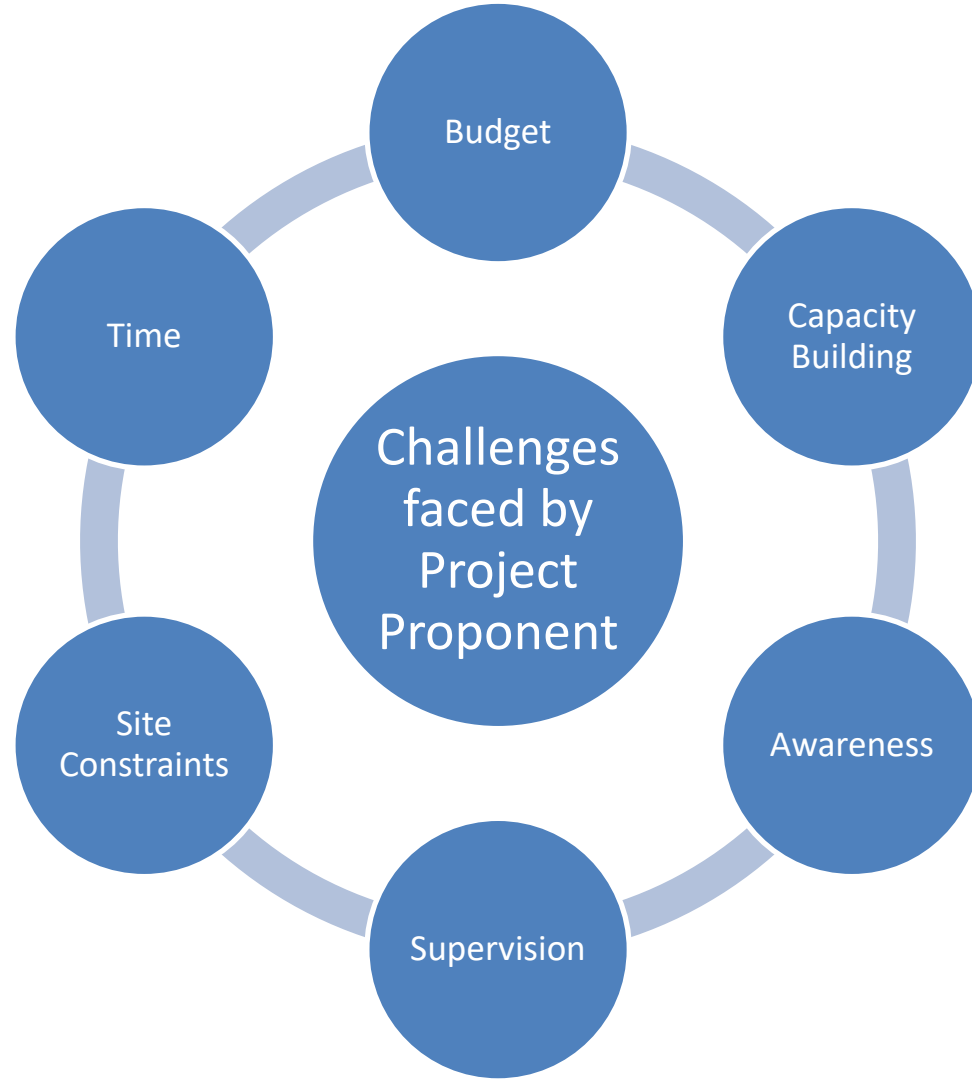 Budget
Capacity
Building
Awareness
Supervision
Site
Constraints
Time
Challenges
faced by
Project
Proponent